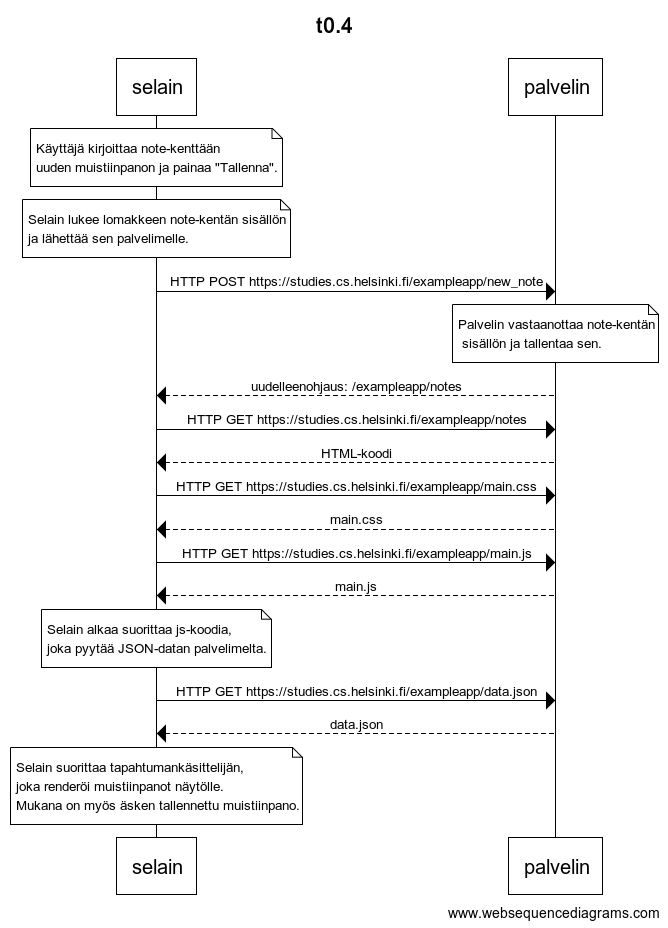 t0.4
selain
palvelin
Käyttäjä kirjoittaa note-kenttään
uuden muistiinpanon ja painaa "Tallenna".
Selain lukee lomakkeen note-kentän sisällön
ja lähettää sen palvelimelle.
HTTP POST https://studies.cs.helsinki.fi/exampleapp/new_note
Palvelin vastaanottaa note-kentän
sisällön ja tallentaa sen.
uudelleenohjaus: /exampleapp/notes
HTTP GET https://studies.cs.helsinki.fi/exampleapp/notes
HTML-koodi
HTTP GET https://studies.cs.helsinki.fi/exampleapp/main.css
main.css
HTTP GET https://studies.cs.helsinki.fi/exampleapp/main.js
main.js
Selain alkaa suorittaa js-koodia,
joka pyytää JSON-datan palvelimelta.
HTTP GET https://studies.cs.helsinki.fi/exampleapp/data.json
data.json
Selain suorittaa tapahtumankäsittelijän,
joka renderöi muistiinpanot näytölle.
Mukana on myös äsken tallennettu muistiinpano.
selain
palvelin
www.websequencediagrams.com